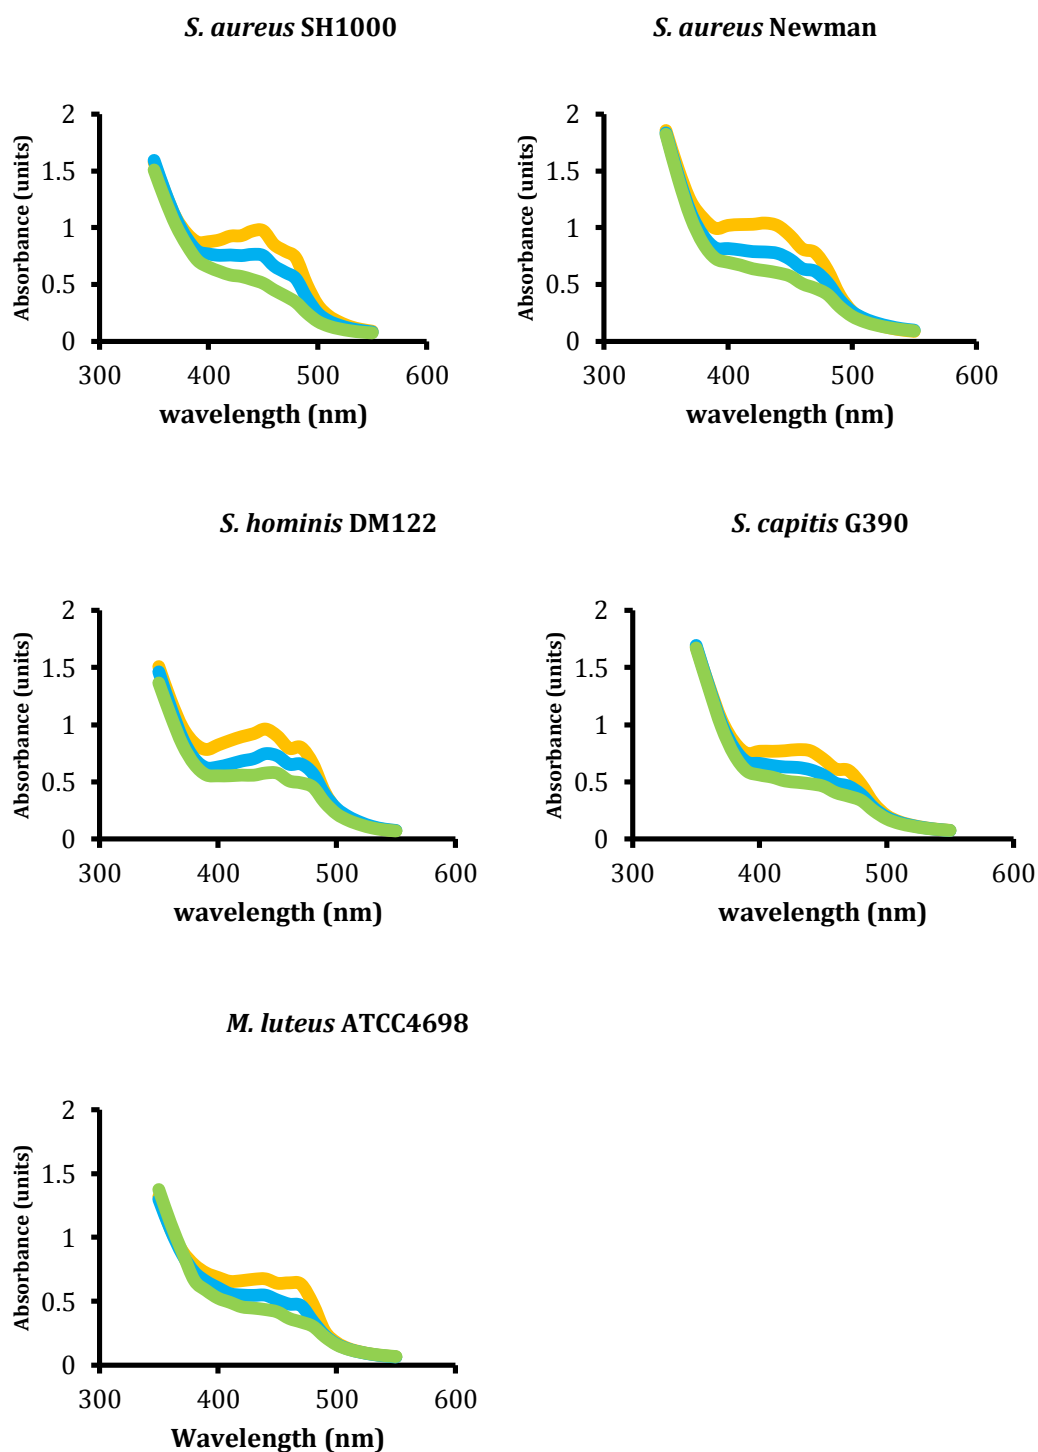 S. aureus SH1000
S. aureus Newman
Absorbance (units)
2
1.5
1
0.5
0
300 400 500 600
wavelength (nm)
Absorbance (units)
2
1.5
1
0.5
0
300 400 500 600
wavelength (nm)
S. hominis DM122
S. capitis G390
Absorbance (units)
2
1.5
1
0.5
0
300 400 500 600
wavelength (nm)
Absorbance (units)
2
1.5
1
0.5
0
300 400 500 600
wavelength (nm)
M. luteus ATCC4698
Absorbance (units)
2
1.5
1
0.5
0
300 400 500 600
Wavelength (nm)